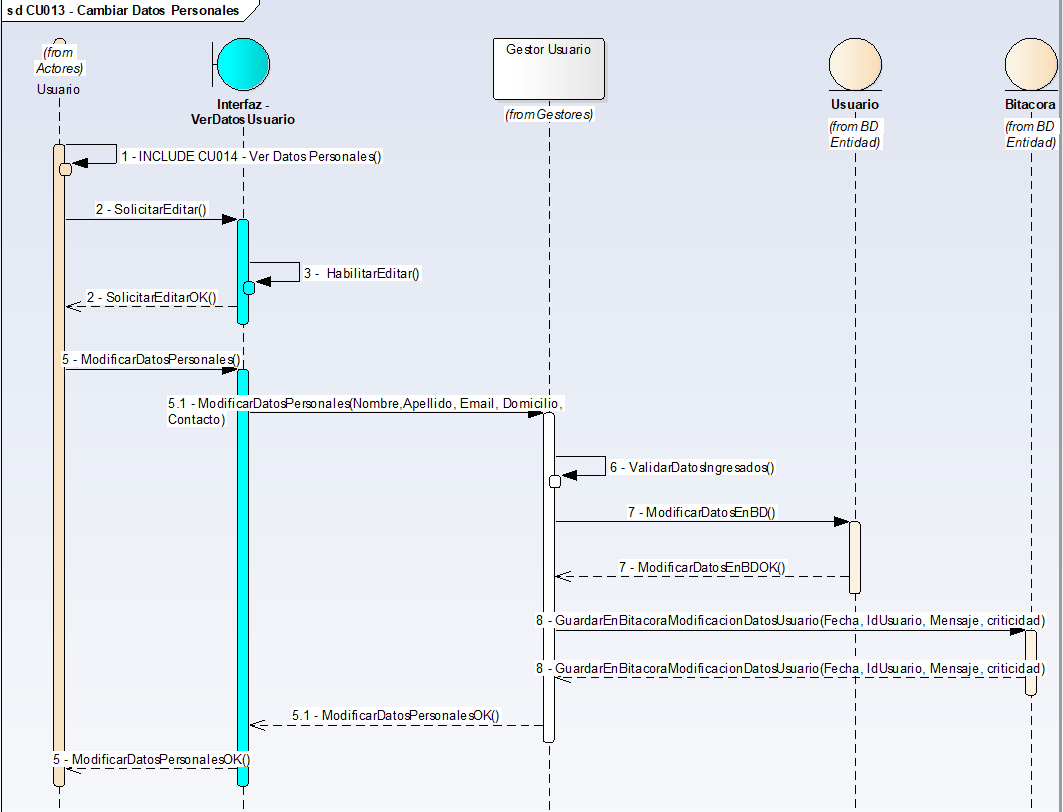 sd CU013 - Cambiar Datos Personales
(from
Actores)
Usuario
Interfaz -
VerDatosUsuario
Gestor Usuario
(from Gestores)
Usuario
(from BD
Entidad)
Bitacora
(from BD
Entidad)
1 - INCLUDE CU014 - Ver Datos Personales()
2 - SolicitarEditar()
3 - HabilitarEditar()
2 - SolicitarEditarOK()
5 - ModificarDatosPersonales()
5.1 - ModificarDatosPersonales(Nombre,Apellido, Email, Domicilio,
Contacto)
6 - ValidarDatosIngresados()
7 - ModificarDatosEnBD()
7 - ModificarDatosEnBDOK()
8 - GuardarEnBitacoraModificacionDatosUsuario(Fecha, IdUsuario, Mensaje, criticidad)
8 - GuardarEnBitacoraModificacionDatosUsuario(Fecha, IdUsuario, Mensaje, criticidad)
5.1 - ModificarDatosPersonalesOK()
5 - ModificarDatosPersonalesOK()